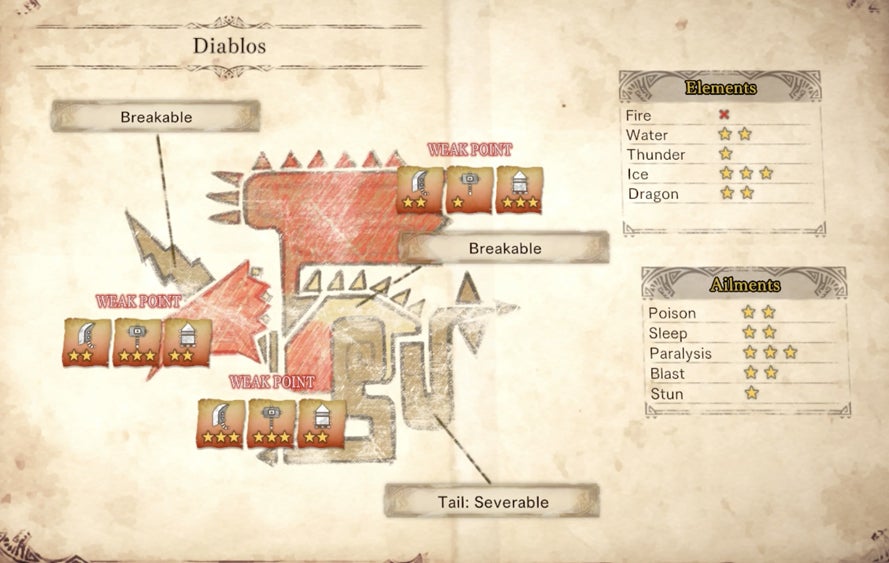 Diablos
Breakable
WEAK POINT
Breakable
WEAK POINT
WEAK POINT
Tail: Severable
Elements
Fire
Water
Thunder
Ice
Dragon
Ailments
Poison
Sleep
Paralysis
Blast
Stun